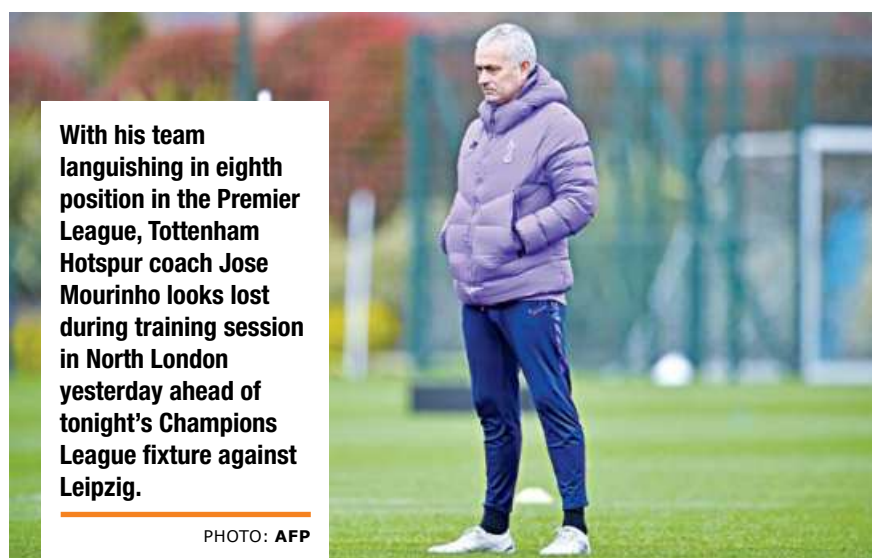 With his team
languishing in eighth
position in the Premier
League, Tottenham
Hotspur coach Jose
Mourinho looks lost
during training session
in North London
yesterday ahead of
tonight’s Champions
League fixture against
Leipzig.
PHOTO: AFP